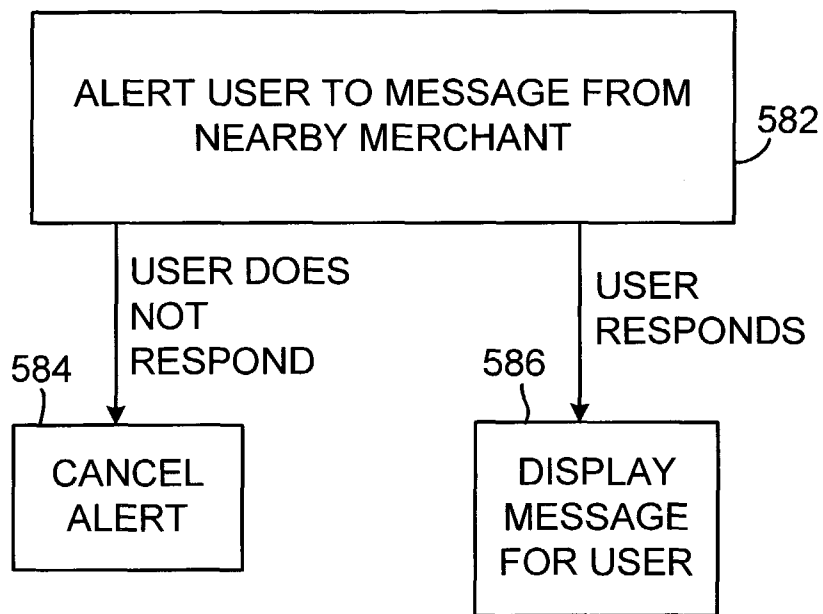 ALERT USER TO MESSAGE FROM
NEARBY MERCHANT
582
USER DOES
NOT
RESPOND
USER
RESPONDS
584
CANCEL
ALERT
586
DISPLAY
MESSAGE
FOR USER